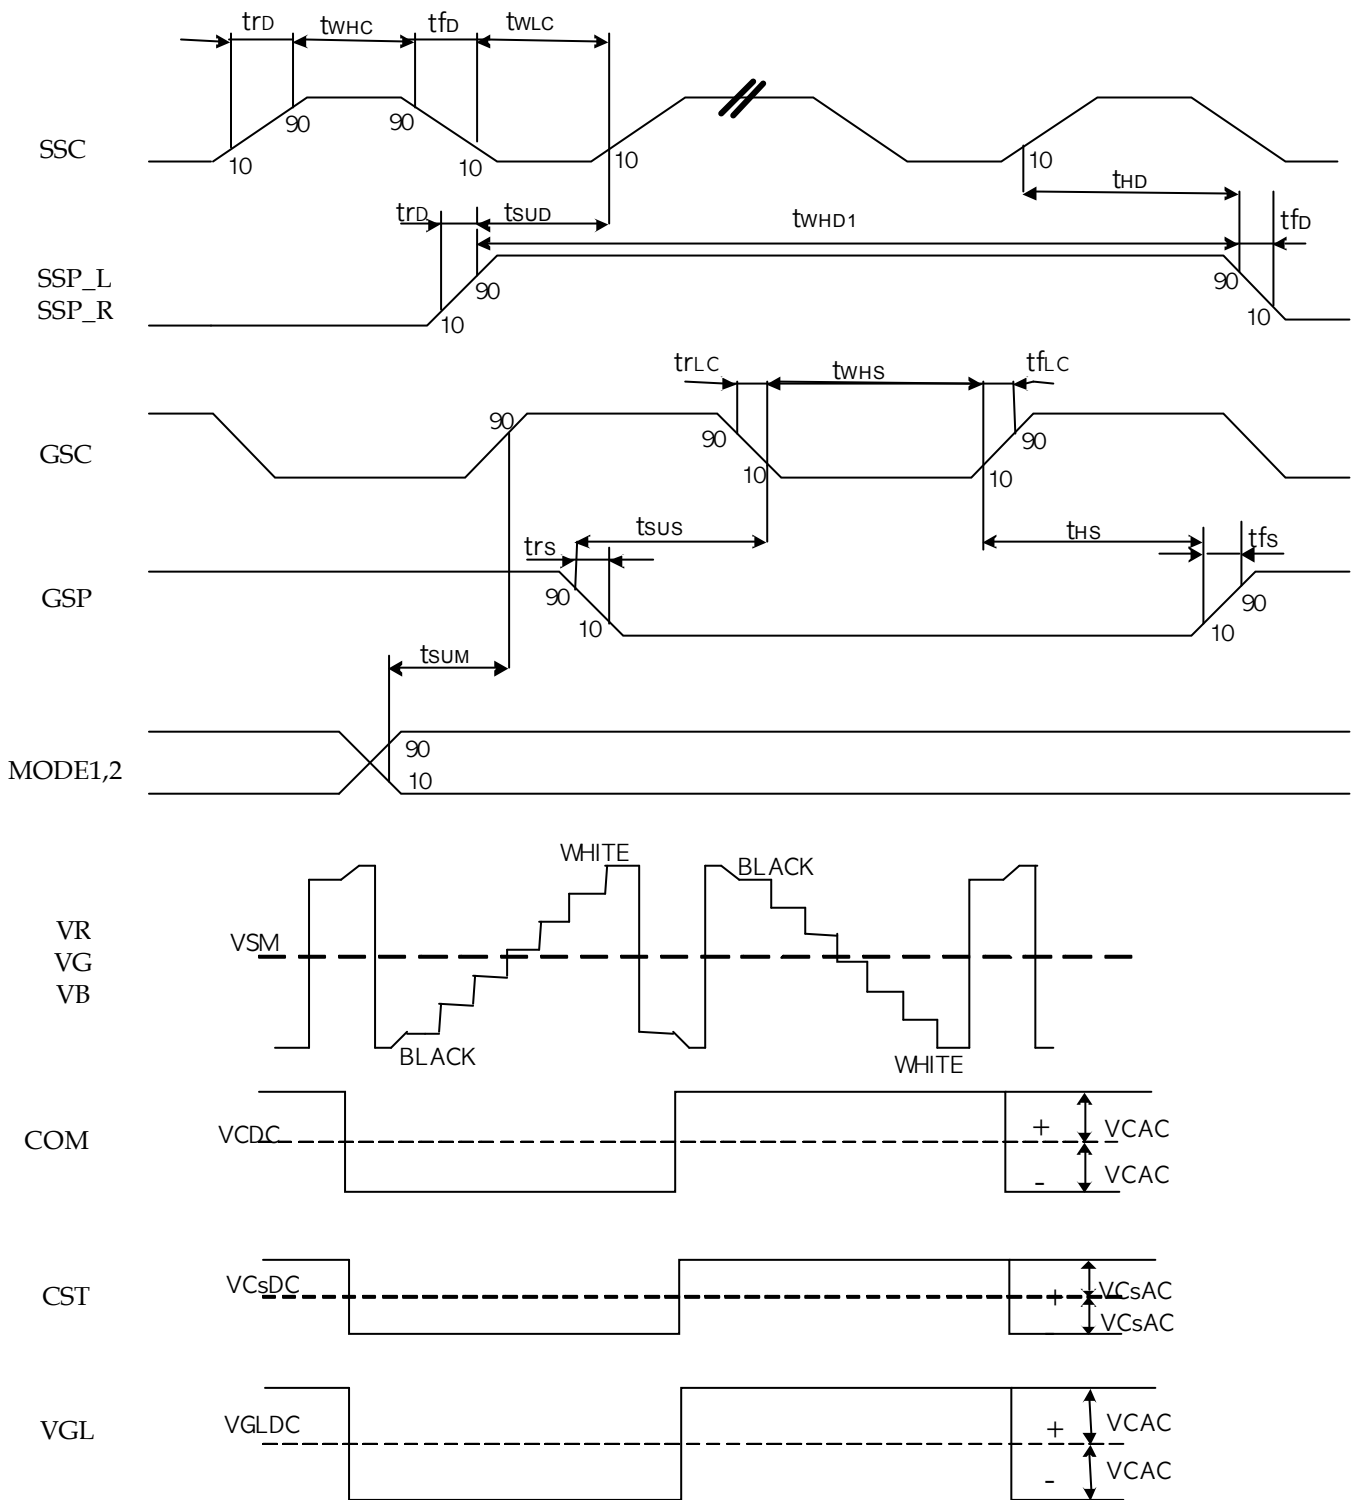 trD tWHC tfD tWLC
SSC
10 90 90 10 10 10
tHD
trD tSUD tWHD1 tfD
SSP_L
SSP_R
90 10 90 10
trLC tWHS tfLC
GSC
90 90 10 10 90
tSUS tHS
trS tfS
GSP
90 10 10 90
tSUM
MODE1,2
90
10
WHITE BLACK
VR
VG
VB
VSM
BLACK WHITE
COM
VCDC
+ VCAC
- VCAC
CST
VCsDC
+ VCsAC
- VCsAC
VGL
VGLDC
+ VCAC
- VCAC